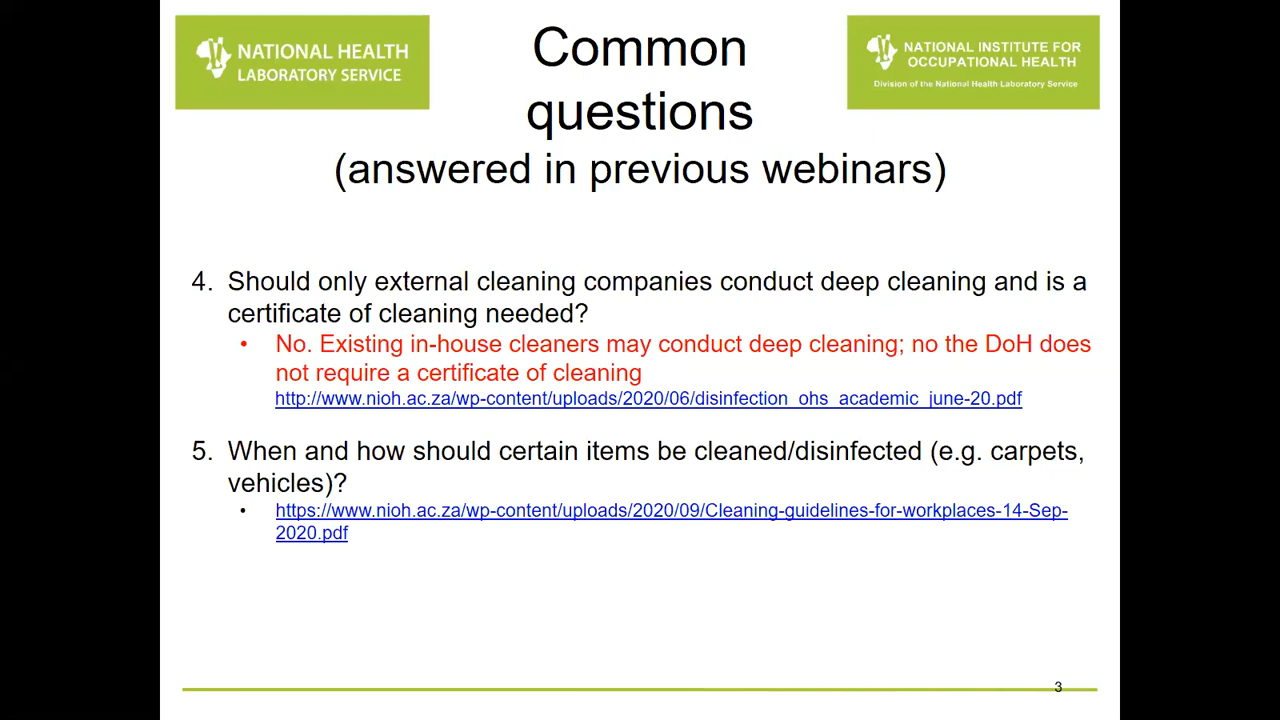 NATIONAL HEALTH
LABORATORY SERVICE
Common
questions
(answered in previous webinars)
NATIONAL INSTITUTE FOR
OCCUPATIONAL HEALTH
Division of the National Health Laboratory Service
4. Should only external cleaning companies conduct deep cleaning and is a
certificate of cleaning needed?
• No. Existing in-house cleaners may conduct deep cleaning; no the DoH does
not require a certificate of cleaning
http://www.nioh.ac.za/wp-content/uploads/2020/06/disinfection_ohs_academic_june-20.pdf
5. When and how should certain items be cleaned/disinfected (e.g. carpets,
vehicles)?
• https://www.nioh.ac.za/wp-content/uploads/2020/09/Cleaning-guidelines-for-workplaces-14-Sep-
2020.pdf
3